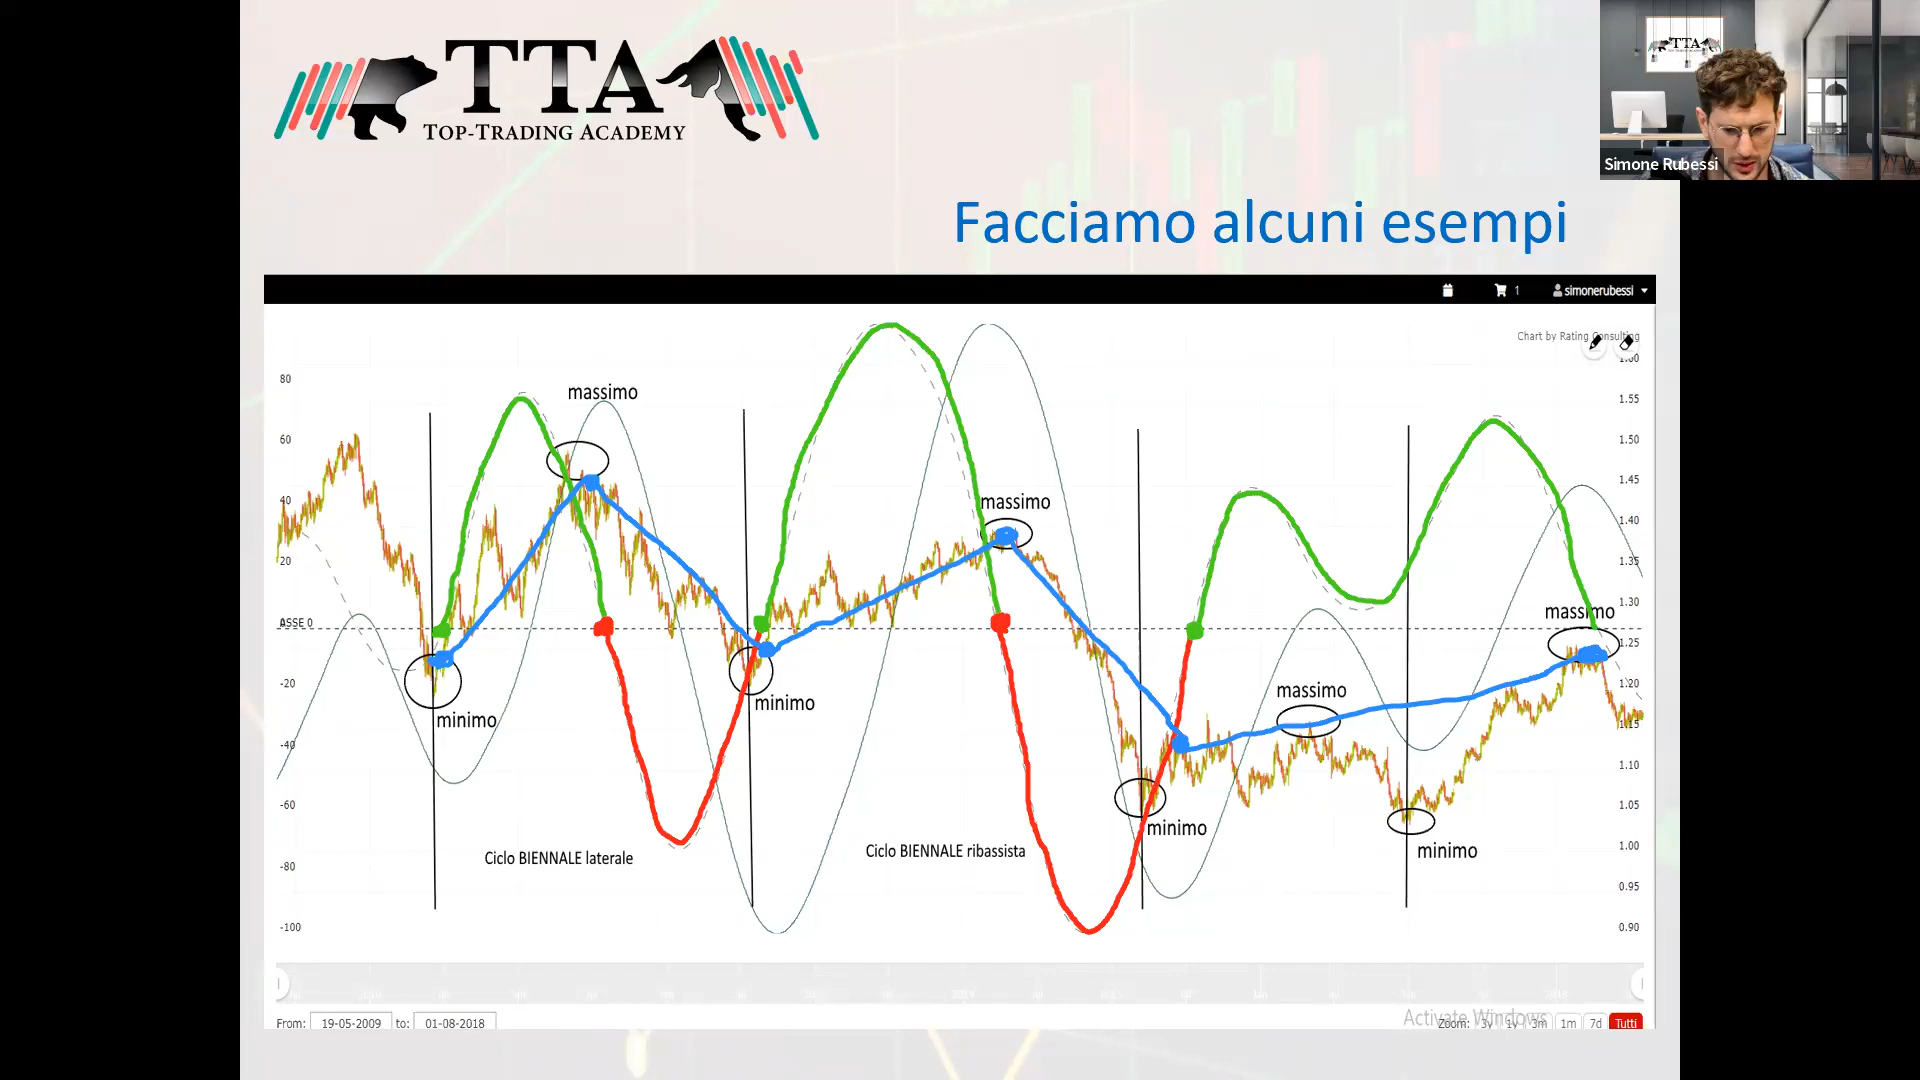 TTA
TOP-TRADING ACADEMY
TTA
Simone Rubessi
Facciamo alcuni esempi
1
simonerubessi
Chart by Rating Consulting
massimo
massimo
massimo
massimo
minimo
minimo
minimo
minimo
80
60
40
20
ASSE 0
-20
-40
-60
-80
-100
1.60
1.55
1.50
1.45
1.40
1.35
1.30
1.25
1.20
1.15
1.10
1.05
1.00
0.95
0.90
Ciclo BIENNALE laterale
Ciclo BIENNALE ribassista
From: 19-05-2009 to: 01-08-2018
Activate Windows
Zoom: 3y 1y 3m 1m 7d Tutti